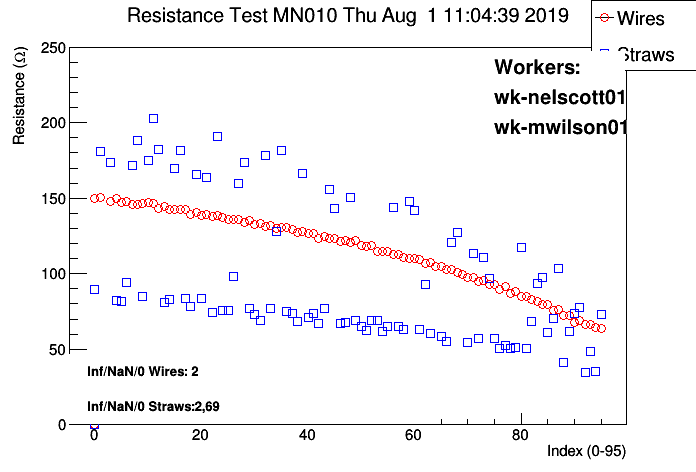 Resistance Test MN010 Thu Aug 1 11:04:39 2019
Wires
Straws
Resistance (Ω)
250
200
150
100
50
0
Workers:
wk-nelscott01
wk-mwilson01
Inf/NaN/0 Wires: 2
Inf/NaN/0 Straws:2,69
0 20 40 60 80
Index (0-95)